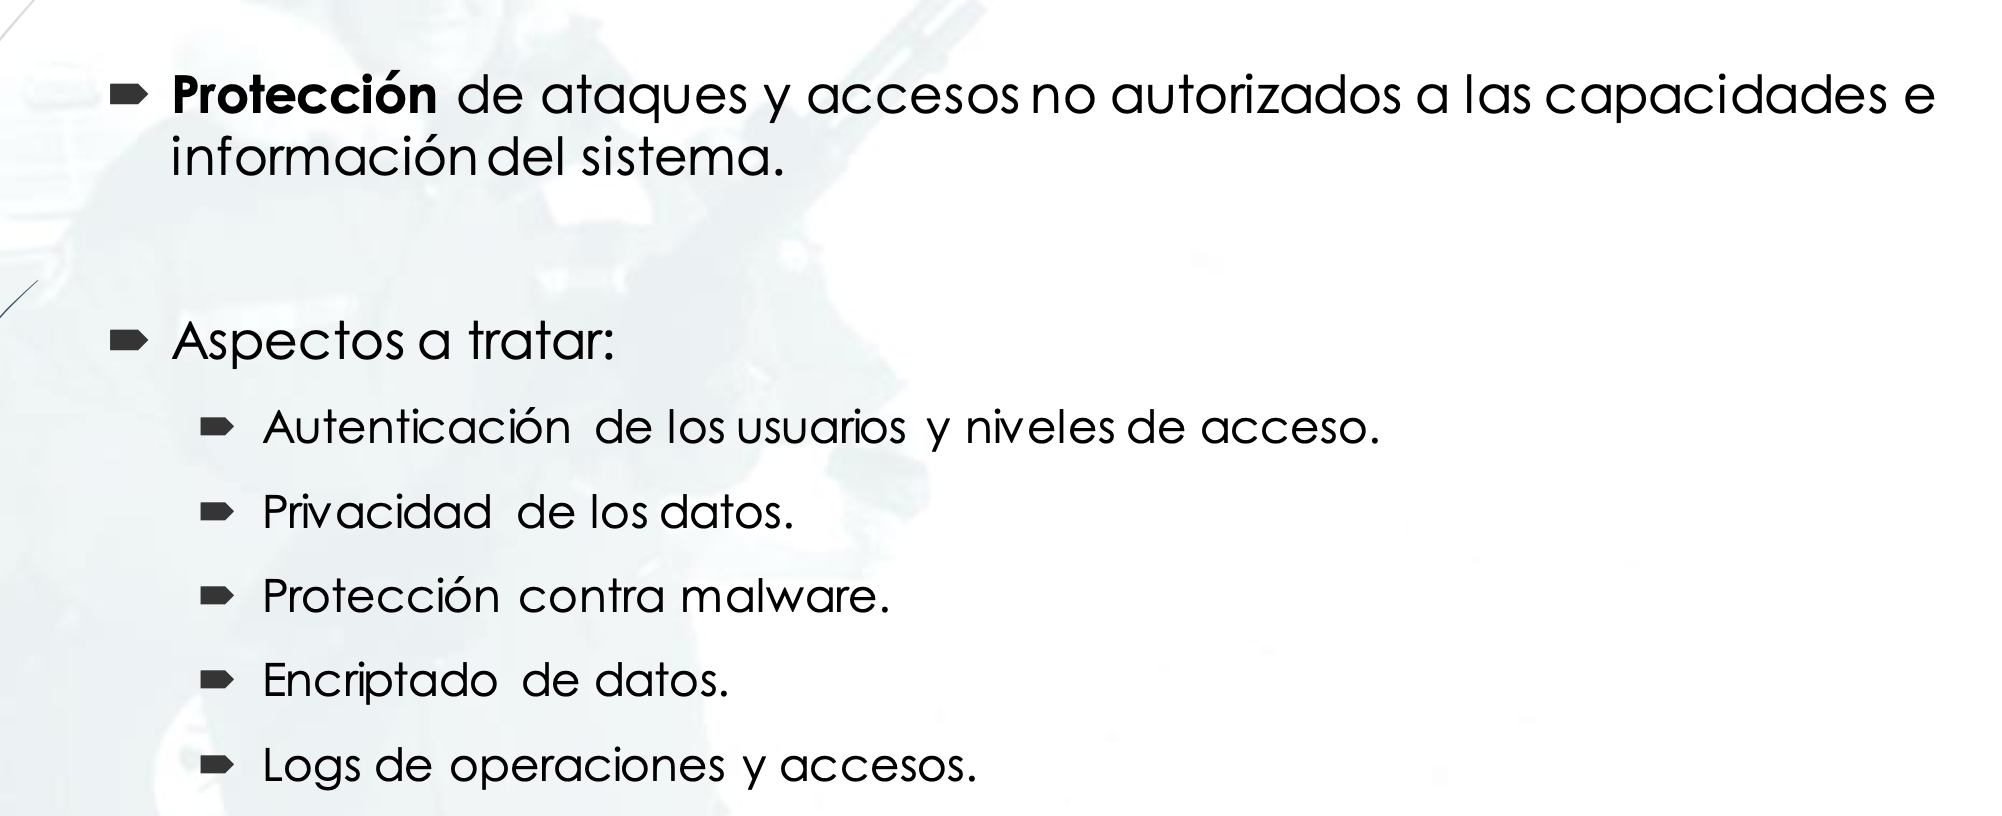 Protección de ataques y accesos no autorizados a las capacidades e
información del sistema.
Aspectos a tratar:
Autenticación de los usuarios y niveles de acceso.
Privacidad de los datos.
Protección contra malware.
Encriptado de datos.
Logs de operaciones y accesos.